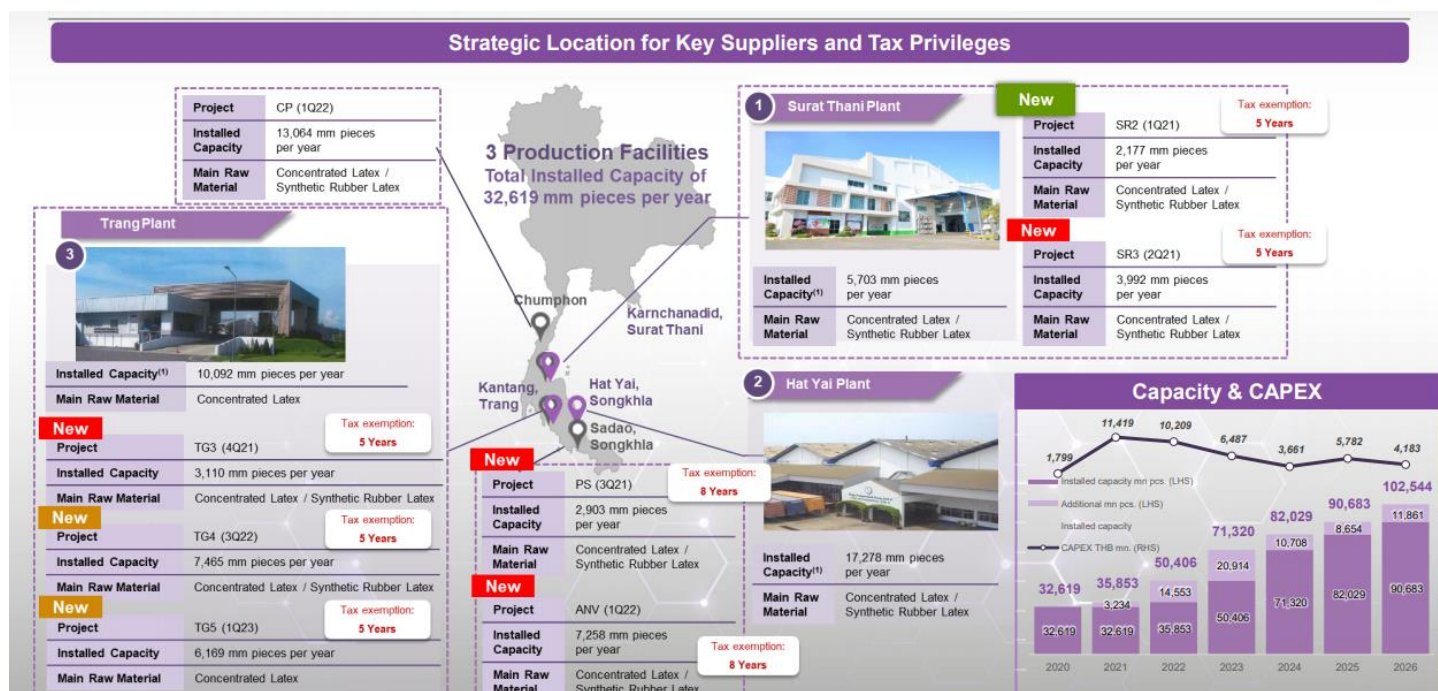 Strategic Location for Key Suppliers and Tax Privileges
Project CP (1Q22)
Installed Capacity 13,064 mm pieces per year
Main Raw Material Concentrated Latex / Synthetic Rubber Latex
3 Production Facilities
Total Installed Capacity of
32,619 mm pieces per year
Chumphon
Karnchanadid,
Surat Thani
Kantang,
Trang
Hat Yai,
Songkhla
Sadao,
Songkhla
1
Surat Thani Plant
Installed Capacity(1) 5,703 mm pieces per year
Main Raw Material Concentrated Latex / Synthetic Rubber Latex
New
Tax exemption:
5 Years
Project SR2 (1Q21)
Installed Capacity 2,177 mm pieces per year
Main Raw Material Concentrated Latex / Synthetic Rubber Latex
New
Tax exemption:
5 Years
Project SR3 (2Q21)
Installed Capacity 3,992 mm pieces per year
Main Raw Material Concentrated Latex / Synthetic Rubber Latex
Trang Plant
3
Installed Capacity(1) 10,092 mm pieces per year
Main Raw Material Concentrated Latex
New
Tax exemption:
5 Years
Project TG3 (4Q21)
Installed Capacity 3,110 mm pieces per year
Main Raw Material Concentrated Latex / Synthetic Rubber Latex
New
Tax exemption:
5 Years
Project TG4 (3Q22)
Installed Capacity 7,465 mm pieces per year
Main Raw Material Concentrated Latex / Synthetic Rubber Latex
New
Tax exemption:
5 Years
Project TG5 (1Q23)
Installed Capacity 6,169 mm pieces per year
Main Raw Material Concentrated Latex
New
Tax exemption:
8 Years
Project PS (3Q21)
Installed Capacity 2,903 mm pieces per year
Main Raw Material Concentrated Latex / Synthetic Rubber Latex
New
Project ANV (1Q22)
Installed Capacity 7,258 mm pieces per year
Tax exemption:
8 Years
Main Raw Material Concentrated Latex / Synthetic Rubber Latex
2
Hat Yai Plant
Installed Capacity(1) 17,278 mm pieces per year
Main Raw Material Concentrated Latex / Synthetic Rubber Latex
Capacity & CAPEX
1,799 11,419 10,209 6,487 3,661 5,782 4,183
Installed capacity mn pcs. (LHS)
Additional mn pcs. (LHS)
Installed capacity
CAPEX THB mn. (RHS)
32,619 35,853 50,406 71,320 82,029 90,683 102,544
3,234 14,553 20,914 10,708 8,654 11,861
32,619 32,619 35,853 50,406 71,320 82,029 90,683
2020 2021 2022 2023 2024 2025 2026